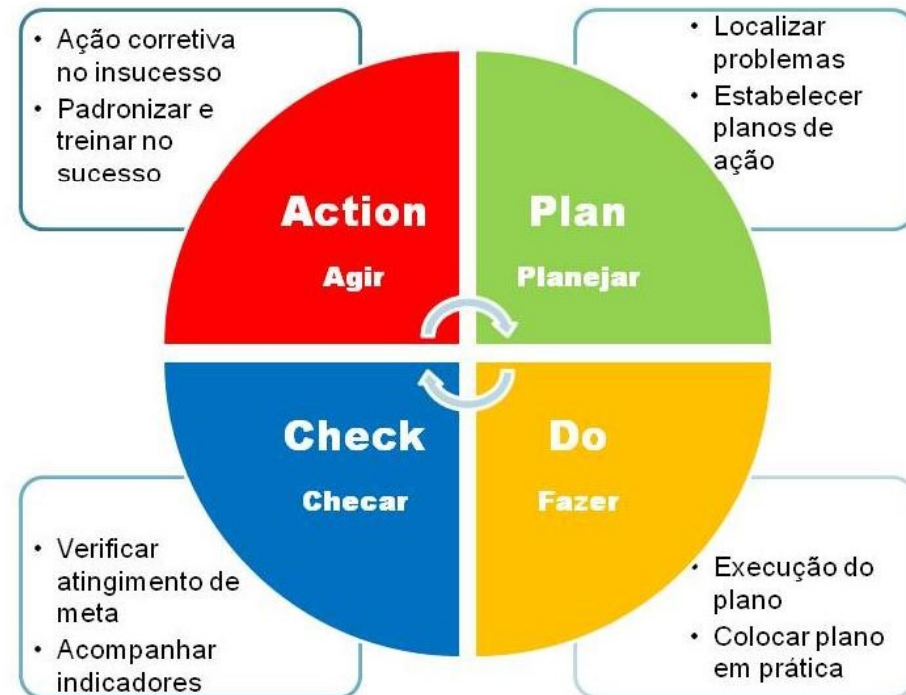 • Ação corretiva
no insucesso
• Padronizar e
treinar no
sucesso
• Localizar
problemas
• Estabelecer
planos de
ação
Action
Agir
Plan
Planejar
Check
Checar
Do
Fazer
• Verificar
atingimento de
meta
• Acompanhar
indicadores
• Execução do
plano
• Colocar plano
em prática